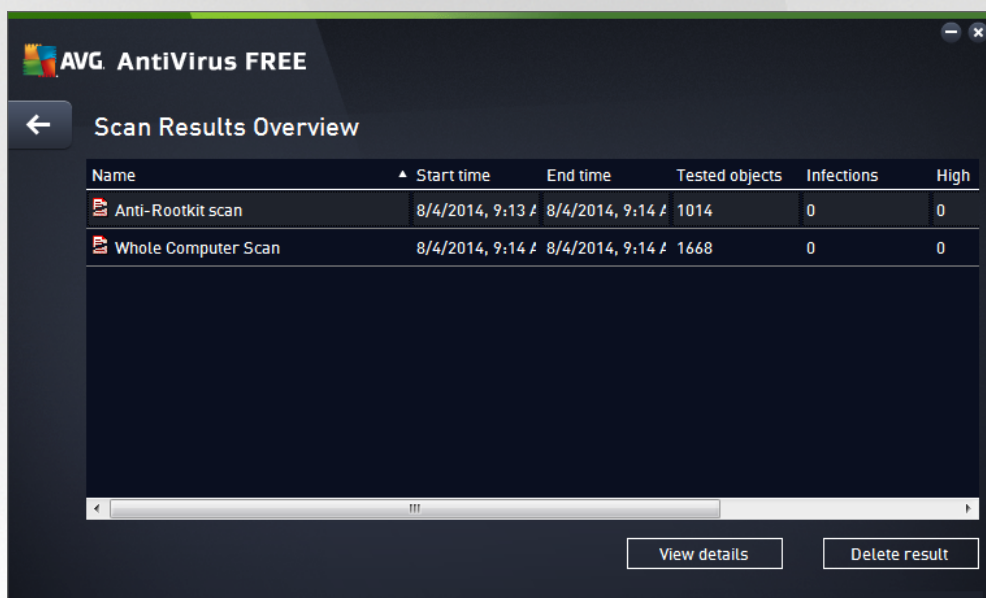 AVG. AntiVirus FREE
Scan Results Overview
Name Start time End time Tested objects Infections High
Anti-Rootkit scan 8/4/2014, 9:13 8/4/2014, 9:14 1014 0 0
Whole Computer Scan 8/4/2014, 9:14 8/4/2014, 9:14 1668 0 0
View details Delete result